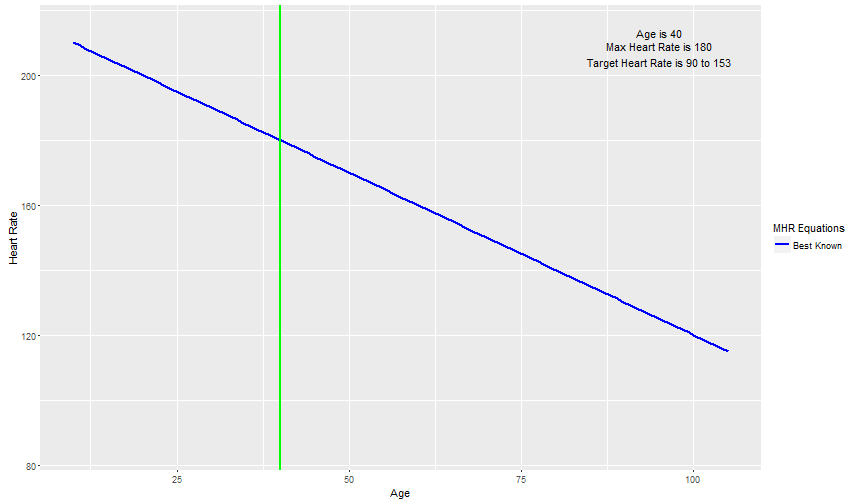 Age is 40
Max Heart Rate is 180
Target Heart Rate is 90 to 153
200
160
120
80
Heart Rate
25
50
75
100
Age
MHR Equations
Best Known